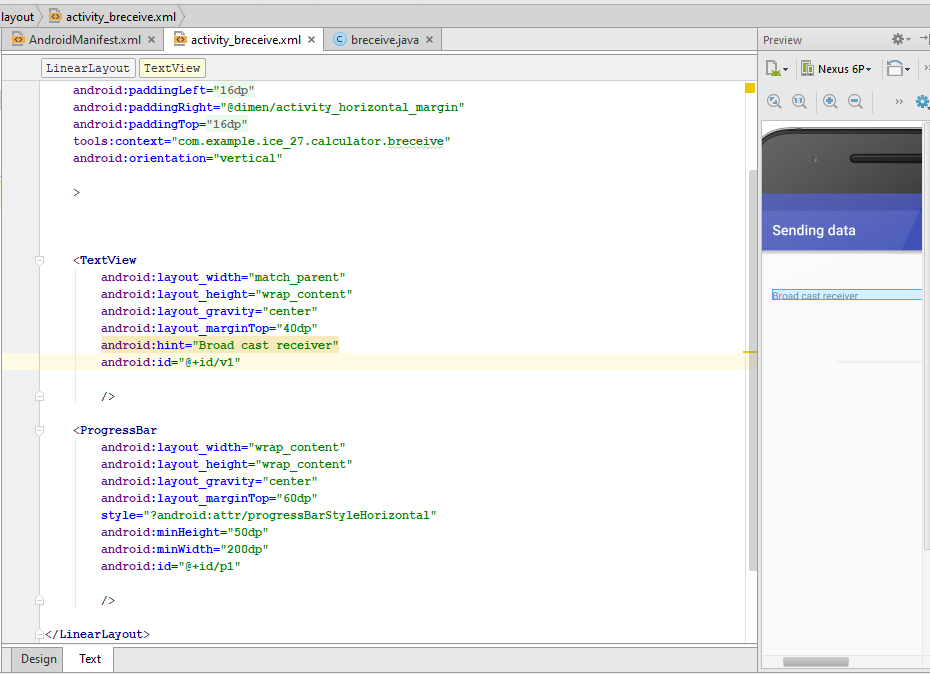 layout activity_breceive.xml
AndroidManifest.xml activity_breceive.xml breceive.java
LinearLayout TextView
android:paddingLeft="16dp"
android:paddingRight="@dimen/activity_horizontal_margin"
android:paddingTop="16dp"
tools:context="com.example.ice_27.calculator.breceive"
android:orientation="vertical"
>
<TextView
android:layout_width="match_parent"
android:layout_height="wrap_content"
android:layout_gravity="center"
android:layout_marginTop="40dp"
android:hint="Broad cast receiver"
android:id="@+id/v1"
/>
<ProgressBar
android:layout_width="wrap_content"
android:layout_height="wrap_content"
android:layout_gravity="center"
android:layout_marginTop="60dp"
style="?android:attr/progressBarStyleHorizontal"
android:minHeight="50dp"
android:minWidth="200dp"
android:id="@+id/p1"
/>
</LinearLayout>
Design Text
Preview
Nexus 6P
Sending data
Broad cast receiver